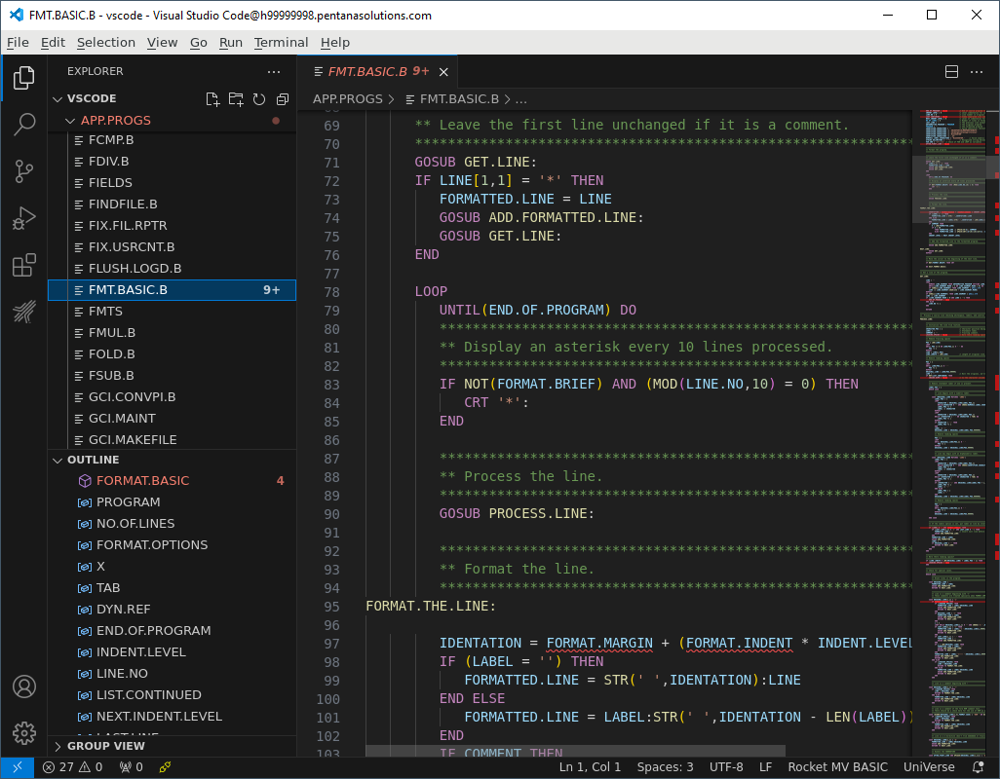 FMT.BASIC.B - vscode - Visual Studio Code@h99999998.pentanasolutions.com
File Edit Selection View Go Run Terminal Help
EXPLORER
VSCODE
APP.PROGS
FCMP.B
FDIV.B
FIELDS
FINDFILE.B
FIX.FIL.RPTR
FIX.USRCNT.B
FLUSH.LOGD.B
FMT.BASIC.B 9+
FMTS
FMUL.B
FOLD.B
FSUB.B
GCI.CONVPI.B
GCI.MAINT
GCI.MAKEFILE
OUTLINE
FORMAT.BASIC 4
PROGRAM
NO.OF.LINES
FORMAT.OPTIONS
X
TAB
DYN.REF
END.OF.PROGRAM
INDENT.LEVEL
LINE.NO
LIST.CONTINUED
NEXT.INDENT.LEVEL
LAST.LINE
GROUP VIEW
FMT.BASIC.B 9+
APP.PROGS > FMT.BASIC.B > ...
69 ** Leave the first line unchanged if it is a comment.
70 **********************************************************
71 GOSUB GET.LINE:
72 IF LINE[1,1] = '*' THEN
73 FORMATTED.LINE = LINE
74 GOSUB ADD.FORMATTED.LINE:
75 GOSUB GET.LINE:
76 END
77
78 LOOP
79 UNTIL(END.OF.PROGRAM) DO
80 **********************************************************
81 ** Display an asterisk every 10 lines processed.
82 **********************************************************
83 IF NOT(FORMAT.BRIEF) AND (MOD(LINE.NO,10) = 0) THEN
84 CRT '*':
85 END
86
87 **********************************************************
88 ** Process the line.
89 **********************************************************
90 GOSUB PROCESS.LINE:
91
92 **********************************************************
93 ** Format the line.
94 **********************************************************
95 FORMAT.THE.LINE:
96
97 IDENTATION = FORMAT.MARGIN + (FORMAT.INDENT * INDENT.LEVEL
98 IF (LABEL = '') THEN
99 FORMATTED.LINE = STR(' ',IDENTATION):LINE
100 END ELSE
101 FORMATTED.LINE = LABEL:STR(' ',IDENTATION - LEN(LABEL))
102 END
103 IF COMMENT THEN
27 0 0 Ln 1, Col 1 Spaces: 3 UTF-8 LF Rocket MV BASIC UniVerse